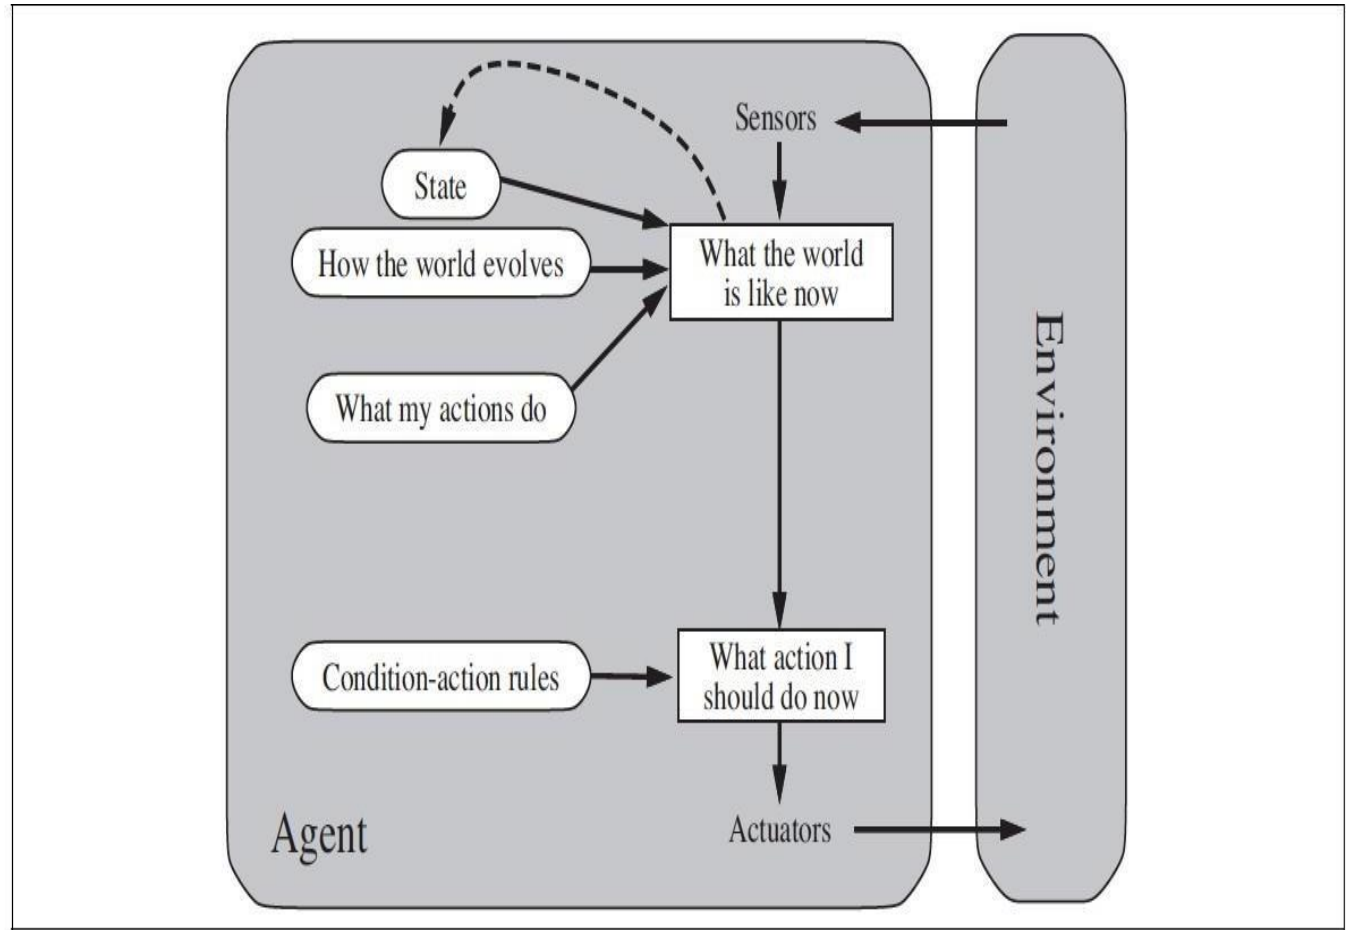 Sensors
State
How the world evolves
What the world
is like now
What my actions do
Environment
Condition-action rules
What action I
should do now
Agent
Actuators